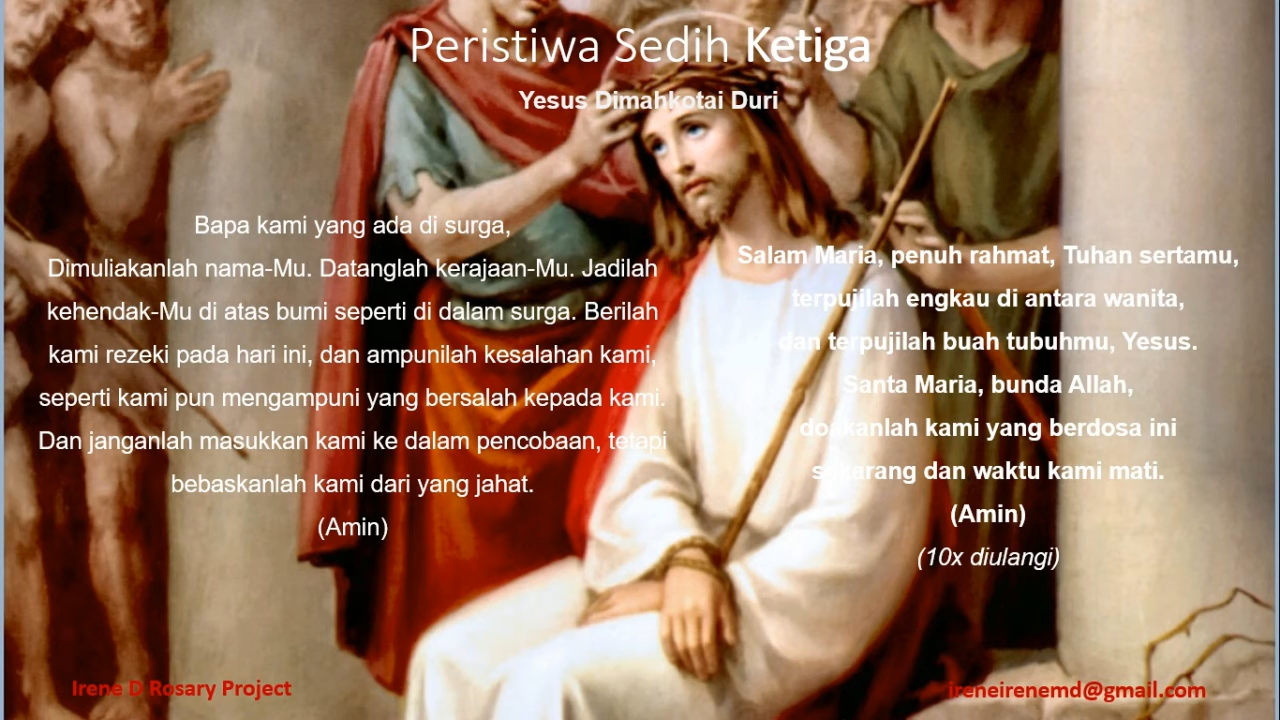 Peristiwa Sedih Ketiga
Yesus Dimahkotai Duri
Bapa kami yang ada di surga,
Dimuliakanlah nama-Mu. Datanglah kerajaan-Mu. Jadilah
kehendak-Mu di atas bumi seperti di dalam surga. Berilah
kami rezeki pada hari ini, dan ampunilah kesalahan kami,
seperti kami pun mengampuni yang bersalah kepada kami.
Dan janganlah masukkan kami ke dalam pencobaan, tetapi
bebaskanlah kami dari yang jahat.
(Amin)
Salam Maria, penuh rahmat, Tuhan sertamu,
terpujilah engkau di antara wanita,
dan terpujilah buah tubuhmu, Yesus.
Santa Maria, bunda Allah,
doakanlah kami yang berdosa ini
sekarang dan waktu kami mati.
(Amin)
(10x diulangi)
Irene D Rosary Project
ireneirenemd@gmail.com